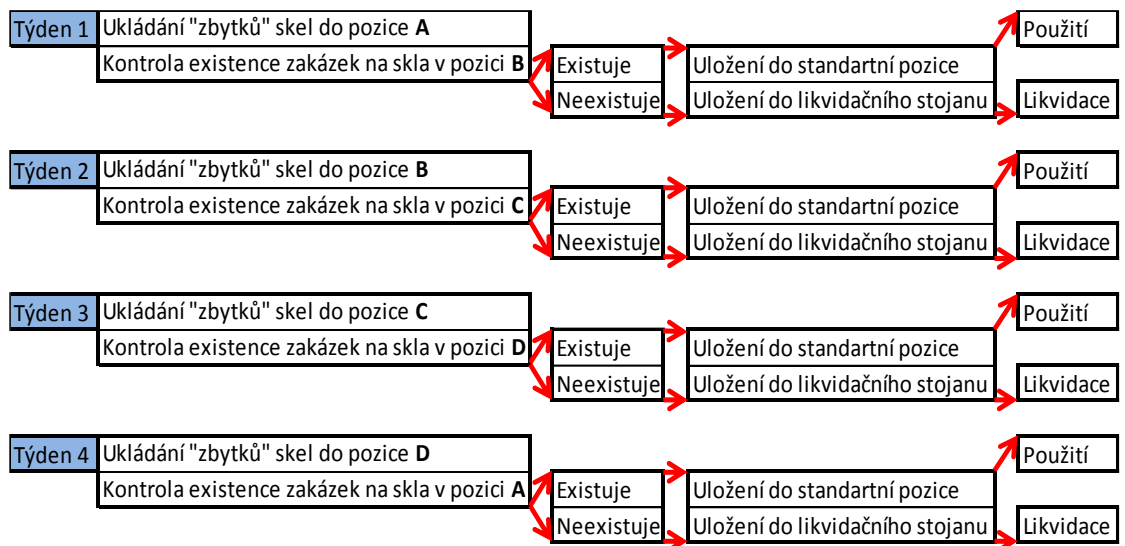 Týden 1 Ukládání "zbytků" skel do pozice A Použití
Kontrola existence zakázek na skla v pozici B Existuje Uložení do standartní pozice
Neexistuje Uložení do likvidačního stojanu Likvidace
Týden 2 Ukládání "zbytků" skel do pozice B Použití
Kontrola existence zakázek na skla v pozici C Existuje Uložení do standartní pozice
Neexistuje Uložení do likvidačního stojanu Likvidace
Týden 3 Ukládání "zbytků" skel do pozice C Použití
Kontrola existence zakázek na skla v pozici D Existuje Uložení do standartní pozice
Neexistuje Uložení do likvidačního stojanu Likvidace
Týden 4 Ukládání "zbytků" skel do pozice D Použití
Kontrola existence zakázek na skla v pozici A Existuje Uložení do standartní pozice
Neexistuje Uložení do likvidačního stojanu Likvidace